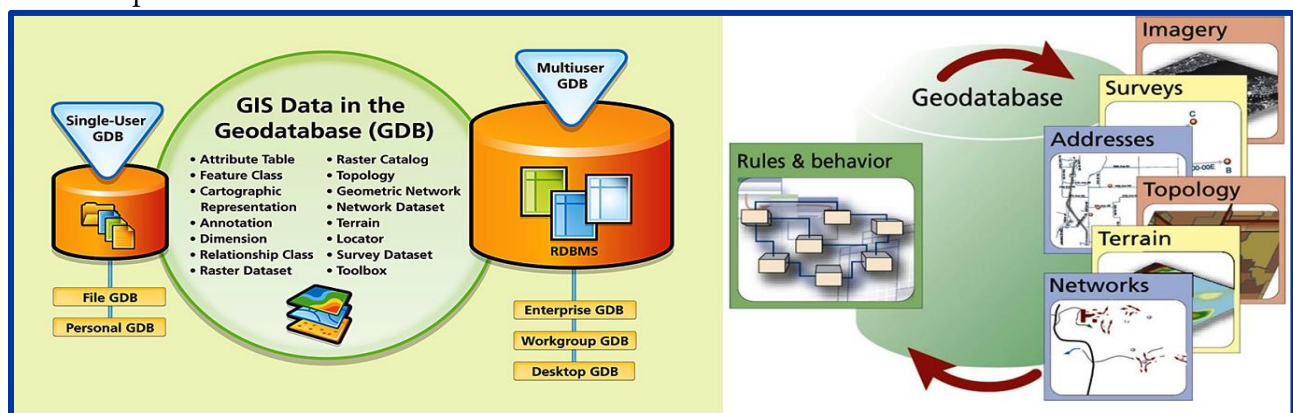 Single-User
GDB
Multiuser
GDB
GIS Data in the
Geodatabase (GDB)
• Attribute Table
• Feature Class
• Cartographic
Representation
• Annotation
• Dimension
• Relationship Class
• Raster Dataset
• Raster Catalog
• Topology
• Geometric Network
• Network Dataset
• Terrain
• Locator
• Survey Dataset
• Toolbox
RDBMS
File GDB
Personal GDB
Enterprise GDB
Workgroup GDB
Desktop GDB
Geodatabase
Rules & behavior
Imagery
Surveys
C
Addresses
00-00E
B
Topology
Terrain
Networks